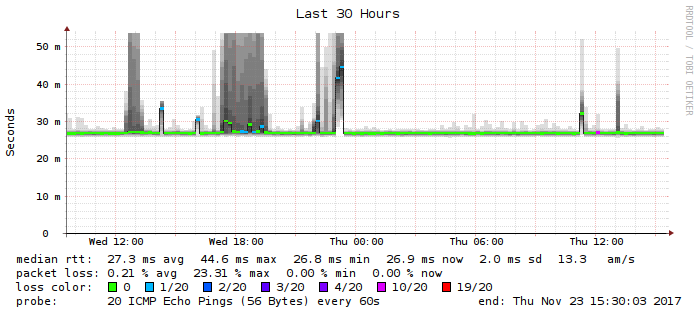 Last 30 Hours
RRDTOOL / TOBI OETIKER
Seconds
50 m
40 m
30 m
20 m
10 m
0
Wed 12:00 Wed 18:00 Thu 00:00 Thu 06:00 Thu 12:00
median rtt: 27.3 ms avg 44.6 ms max 26.8 ms min 26.9 ms now 2.0 ms sd 13.3 am/s
packet loss: 0.21 % avg 23.31 % max 0.00 % min 0.00 % now
loss color: 0 1/20 2/20 3/20 4/20 10/20 19/20
probe: 20 ICMP Echo Pings (56 Bytes) every 60s end: Thu Nov 23 15:30:03 2017